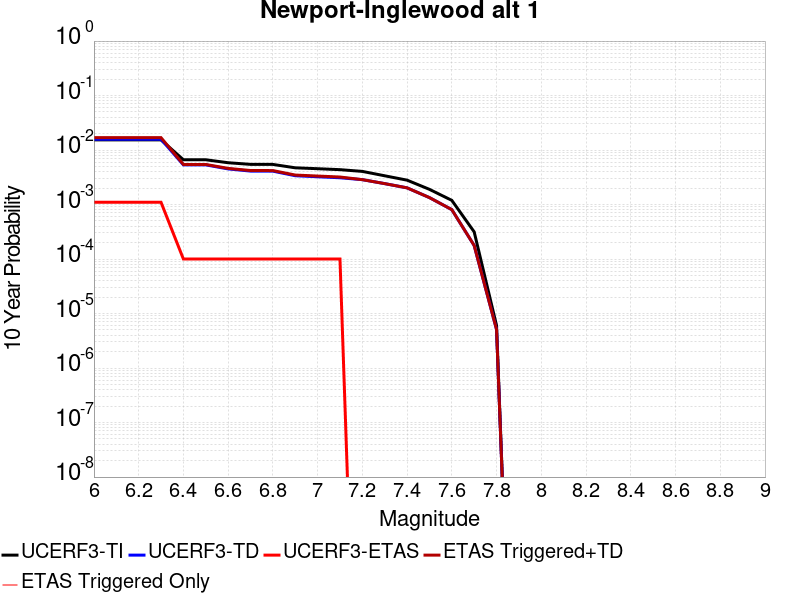 Newport-Inglewood alt 1
10 0
10 -1
10 -2
10 -3
10 -4
10 -5
10 -6
10 -7
10 -8
10 Year Probability
6 6.2 6.4 6.6 6.8 7 7.2 7.4 7.6 7.8 8 8.2 8.4 8.6 8.8 9
Magnitude
UCERF3-TI UCERF3-TD UCERF3-ETAS ETAS Triggered+TD
ETAS Triggered Only